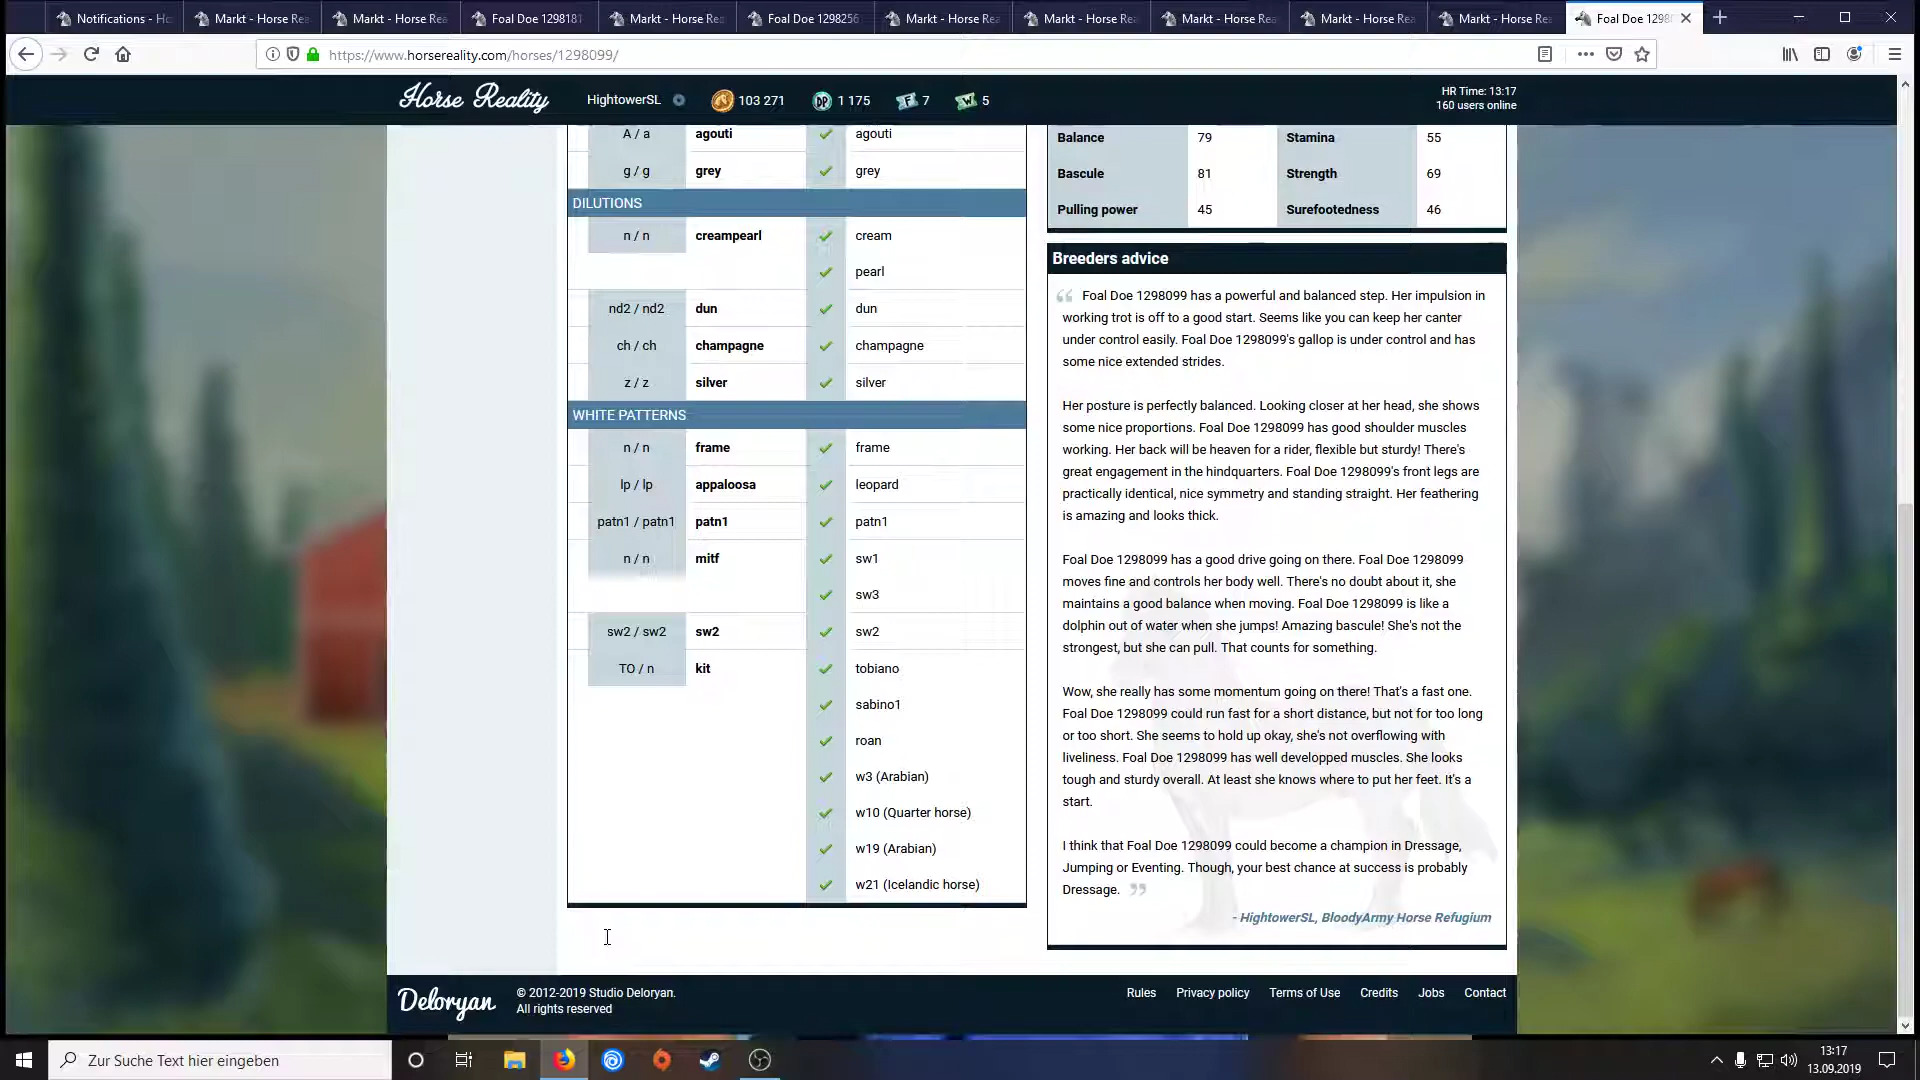 Notifications - Ho
Markt - Horse Rea
Markt - Horse Rea
Foal Doe 1298181
Markt - Horse Rea
Foal Doe 1298256
Markt - Horse Rea
Markt - Horse Rea
Markt - Horse Rea
Markt - Horse Rea
Markt - Horse Rea
Foal Doe 1298
https://www.horsereality.com/horses/1298099/
Horse Reality
HightowerSL
103 271
DP
1 175
F
7
W
5
HR Time: 13:17
160 users online
A / a agouti agouti
g / g grey grey
DILUTIONS
n / n creampearl cream
pearl
nd2 / nd2 dun dun
ch / ch champagne champagne
z / z silver silver
WHITE PATTERNS
n / n frame frame
lp / lp appaloosa leopard
patn1 / patn1 patn1 patn1
n / n mitf sw1
sw3
sw2 / sw2 sw2 sw2
TO / n kit tobiano
sabino1
roan
w3 (Arabian)
w10 (Quarter horse)
w19 (Arabian)
w21 (Icelandic horse)
Balance 79 Stamina 55
Bascule 81 Strength 69
Pulling power 45 Surefootedness 46
Breeders advice
“ Foal Doe 1298099 has a powerful and balanced step. Her impulsion in
working trot is off to a good start. Seems like you can keep her canter
under control easily. Foal Doe 1298099's gallop is under control and has
some nice extended strides.
Her posture is perfectly balanced. Looking closer at her head, she shows
some nice proportions. Foal Doe 1298099 has good shoulder muscles
working. Her back will be heaven for a rider, flexible but sturdy! There's
great engagement in the hindquarters. Foal Doe 1298099's front legs are
practically identical, nice symmetry and standing straight. Her feathering
is amazing and looks thick.
Foal Doe 1298099 has a good drive going on there. Foal Doe 1298099
moves fine and controls her body well. There's no doubt about it, she
maintains a good balance when moving. Foal Doe 1298099 is like a
dolphin out of water when she jumps! Amazing bascule! She's not the
strongest, but she can pull. That counts for something.
Wow, she really has some momentum going on there! That's a fast one.
Foal Doe 1298099 could run fast for a short distance, but not for too long
or too short. She seems to hold up okay, she's not overflowing with
liveliness. Foal Doe 1298099 has well developped muscles. She looks
tough and sturdy overall. At least she knows where to put her feet. It's a
start.
I think that Foal Doe 1298099 could become a champion in Dressage,
Jumping or Eventing. Though, your best chance at success is probably
Dressage. ”
- HightowerSL, BloodyArmy Horse Refugium
Deloryan
© 2012-2019 Studio Deloryan.
All rights reserved
Rules Privacy policy Terms of Use Credits Jobs Contact
Zur Suche Text hier eingeben
13:17
13.09.2019